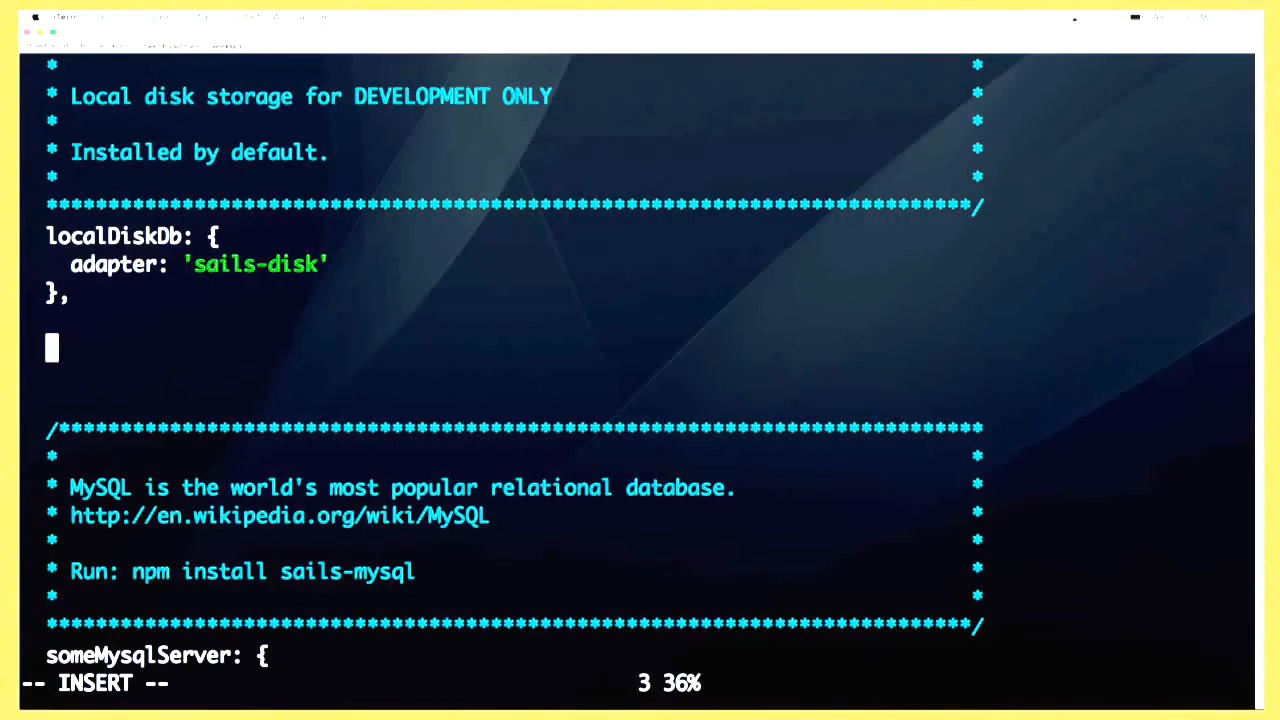 *                                                                          *
* Local disk storage for DEVELOPMENT ONLY                                  *
*                                                                          *
* Installed by default.                                                    *
*                                                                          *
***************************************************************************/
localDiskDb: {
  adapter: 'sails-disk'
},
/***************************************************************************
*                                                                          *
* MySQL is the world's most popular relational database.                   *
* http://en.wikipedia.org/wiki/MySQL                                       *
*                                                                          *
* Run: npm install sails-mysql                                             *
*                                                                          *
***************************************************************************/
someMysqlServer: {
-- INSERT -- 3 36%